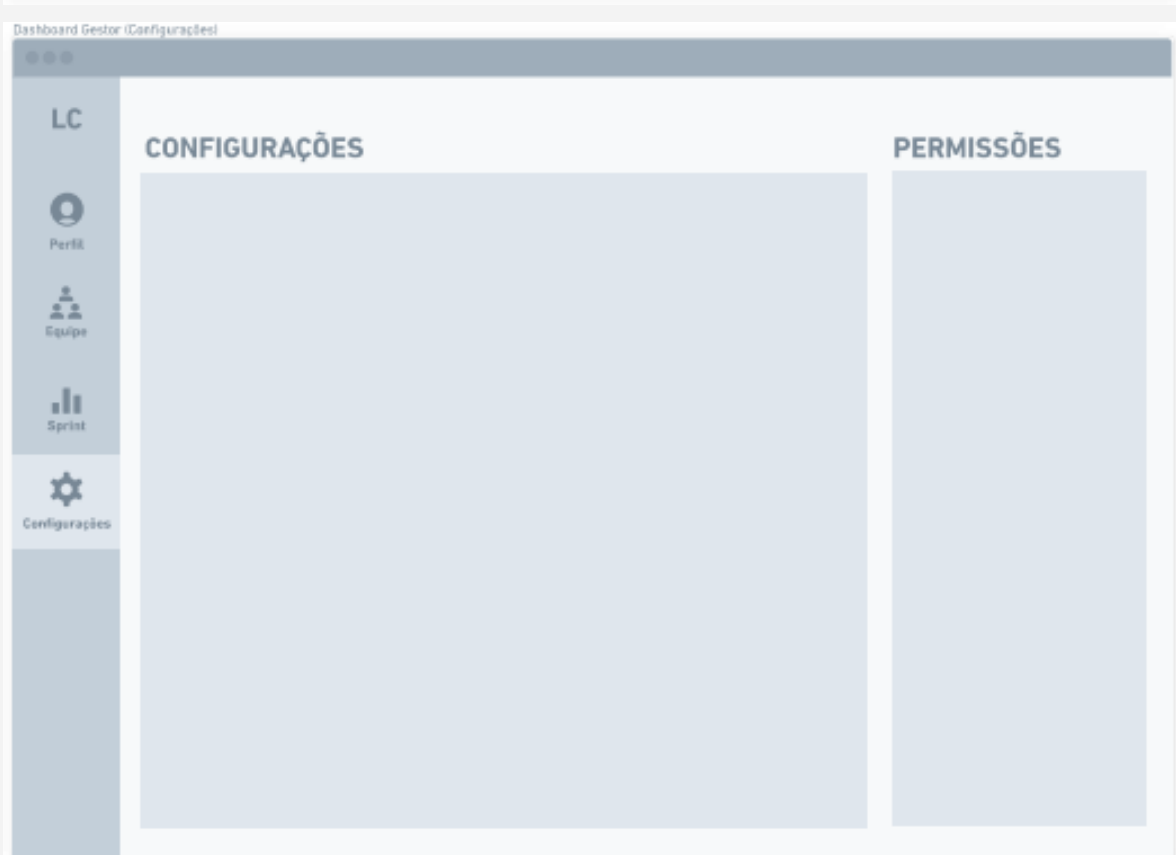 Dashboard Gestor (Configurações)
LC
CONFIGURAÇÕES
PERMISSÕES
Perfil
Equipe
Sprint
Configurações